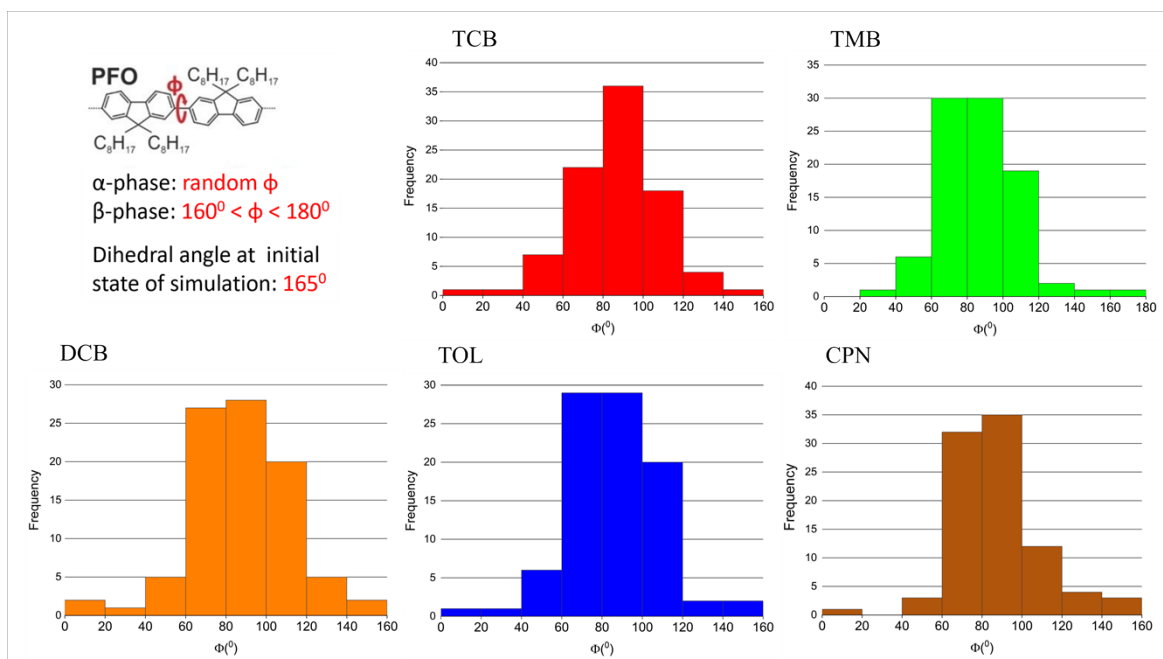 PFO
ϕ
C₈H₁₇ C₈H₁₇
C₈H₁₇ C₈H₁₇
α-phase: random ϕ
β-phase: 160⁰ < ϕ < 180⁰
Dihedral angle at initial
state of simulation: 165⁰
TCB
Frequency
40
35
30
25
20
15
10
5
0
0 20 40 60 80 100 120 140 160
Φ(⁰)
TMB
Frequency
35
30
25
20
15
10
5
0
0 20 40 60 80 100 120 140 160 180
Φ(⁰)
DCB
Frequency
30
25
20
15
10
5
0
0 20 40 60 80 100 120 140 160
Φ(⁰)
TOL
Frequency
30
25
20
15
10
5
0
0 20 40 60 80 100 120 140 160
Φ(⁰)
CPN
Frequency
40
35
30
25
20
15
10
5
0
0 20 40 60 80 100 120 140 160
Φ(⁰)